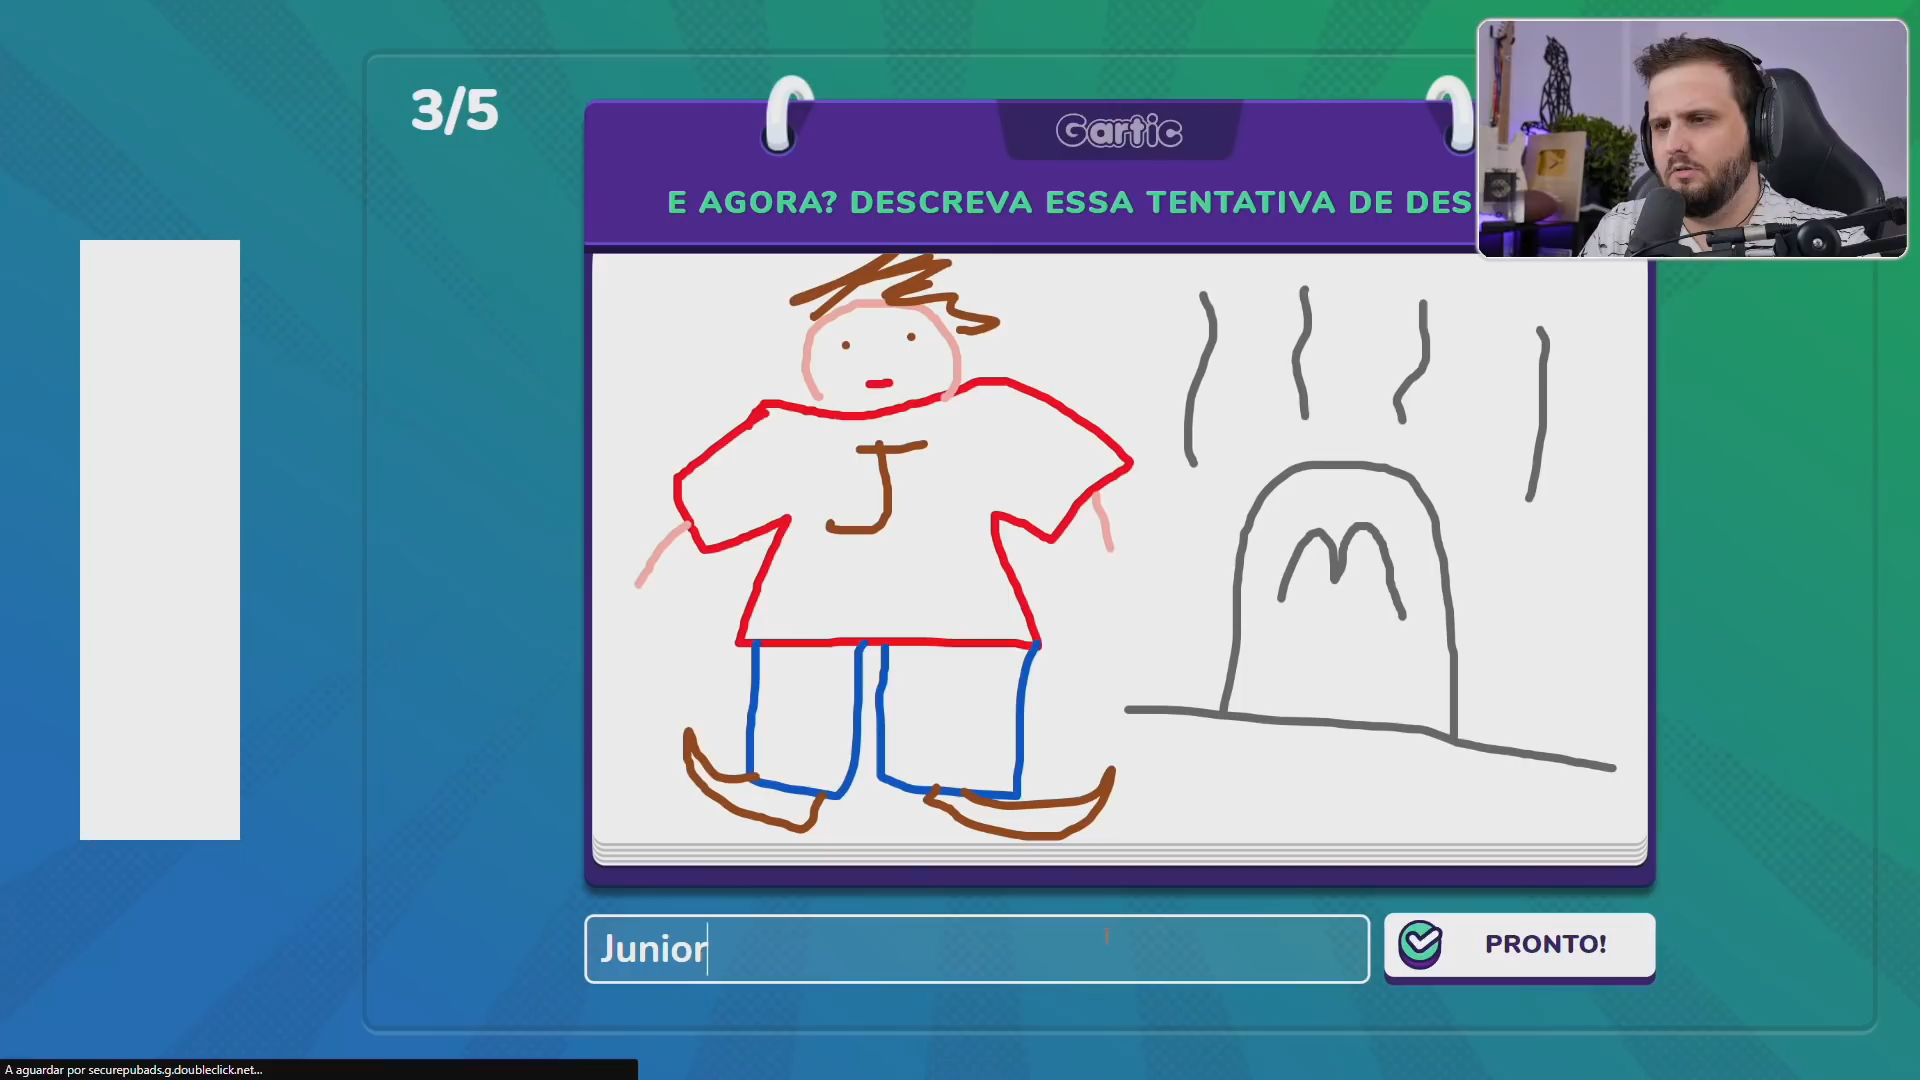 3/5
Gartic
E AGORA? DESCREVA ESSA TENTATIVA DE DES
J
M
Junior
PRONTO!
A aguardar por securepubads.g.doubleclick.net...